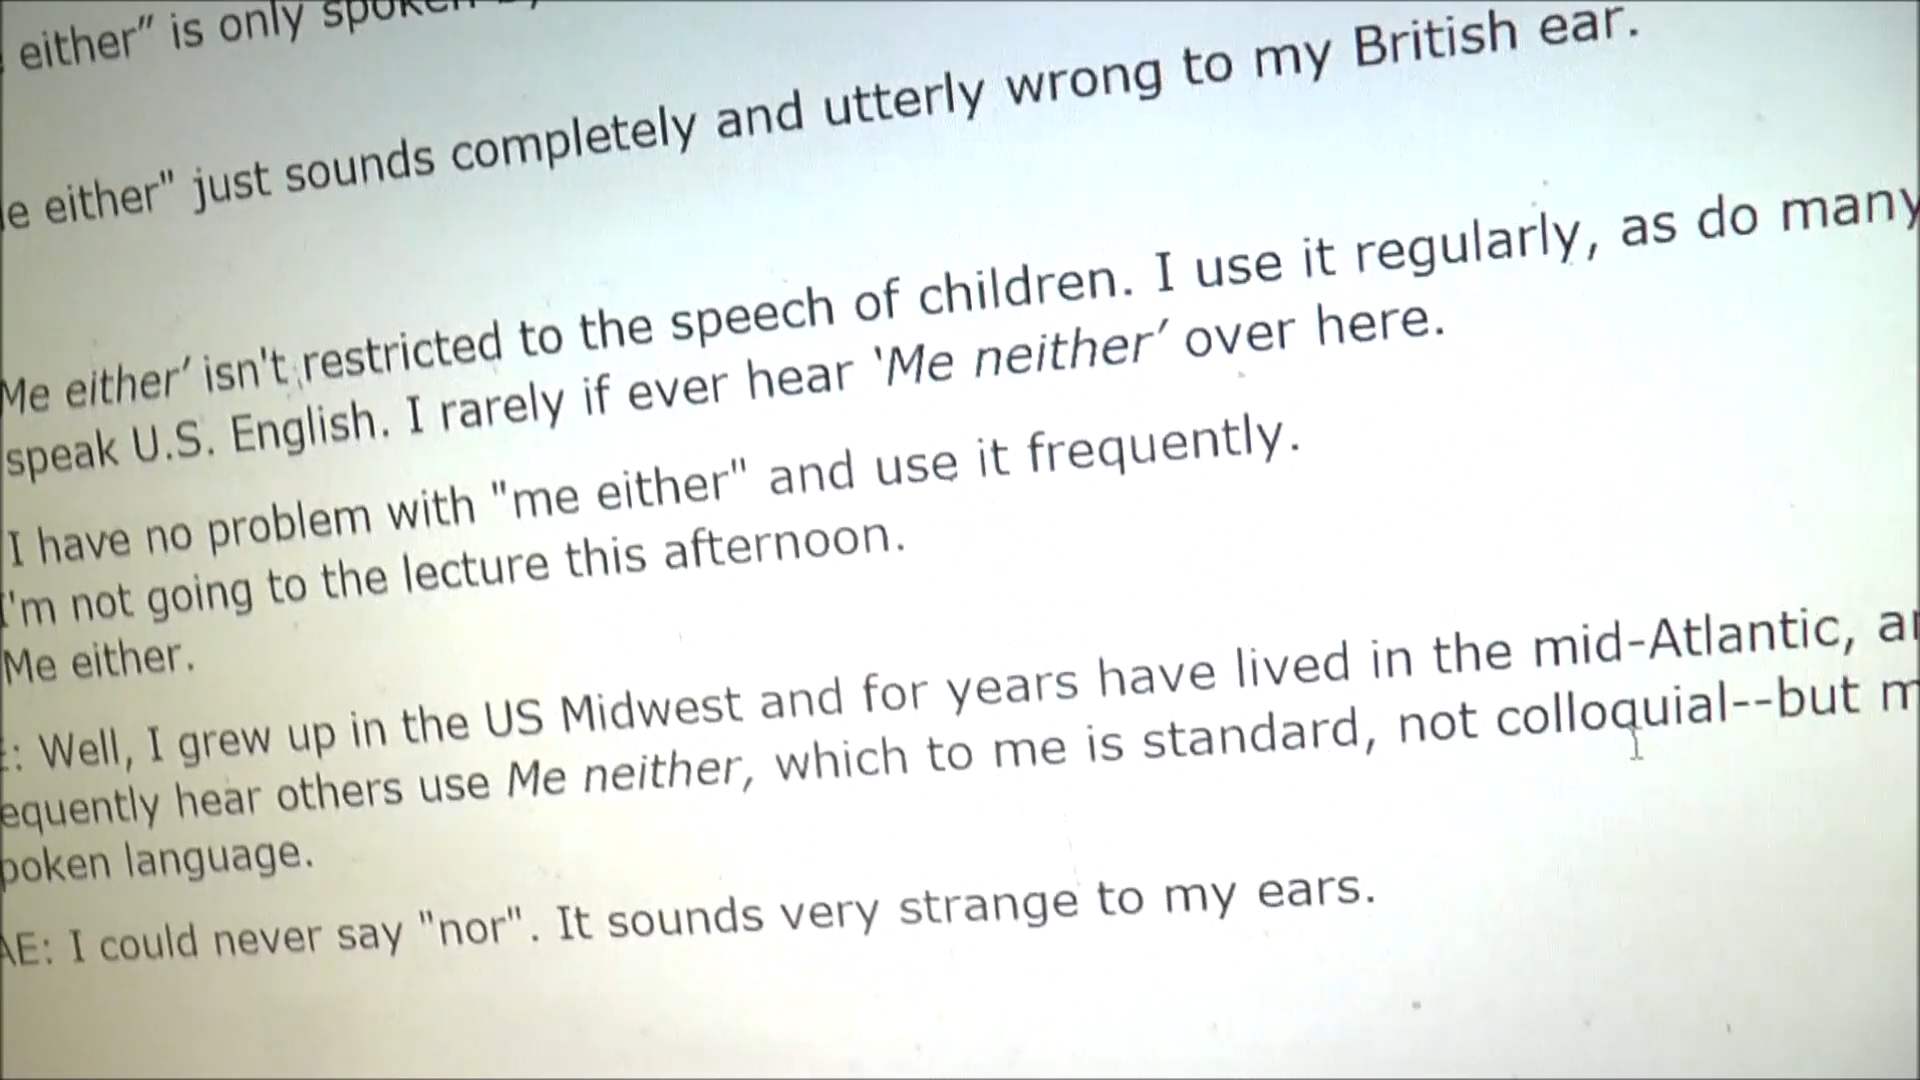 either” is only spoken
e either" just sounds completely and utterly wrong to my British ear.
Me either’ isn't restricted to the speech of children. I use it regularly, as do many
speak U.S. English. I rarely if ever hear 'Me neither’ over here.
I have no problem with "me either" and use it frequently.
I'm not going to the lecture this afternoon.
Me either.
E: Well, I grew up in the US Midwest and for years have lived in the mid-Atlantic, an
equently hear others use Me neither, which to me is standard, not colloquial--but m
poken language.
AE: I could never say "nor". It sounds very strange to my ears.